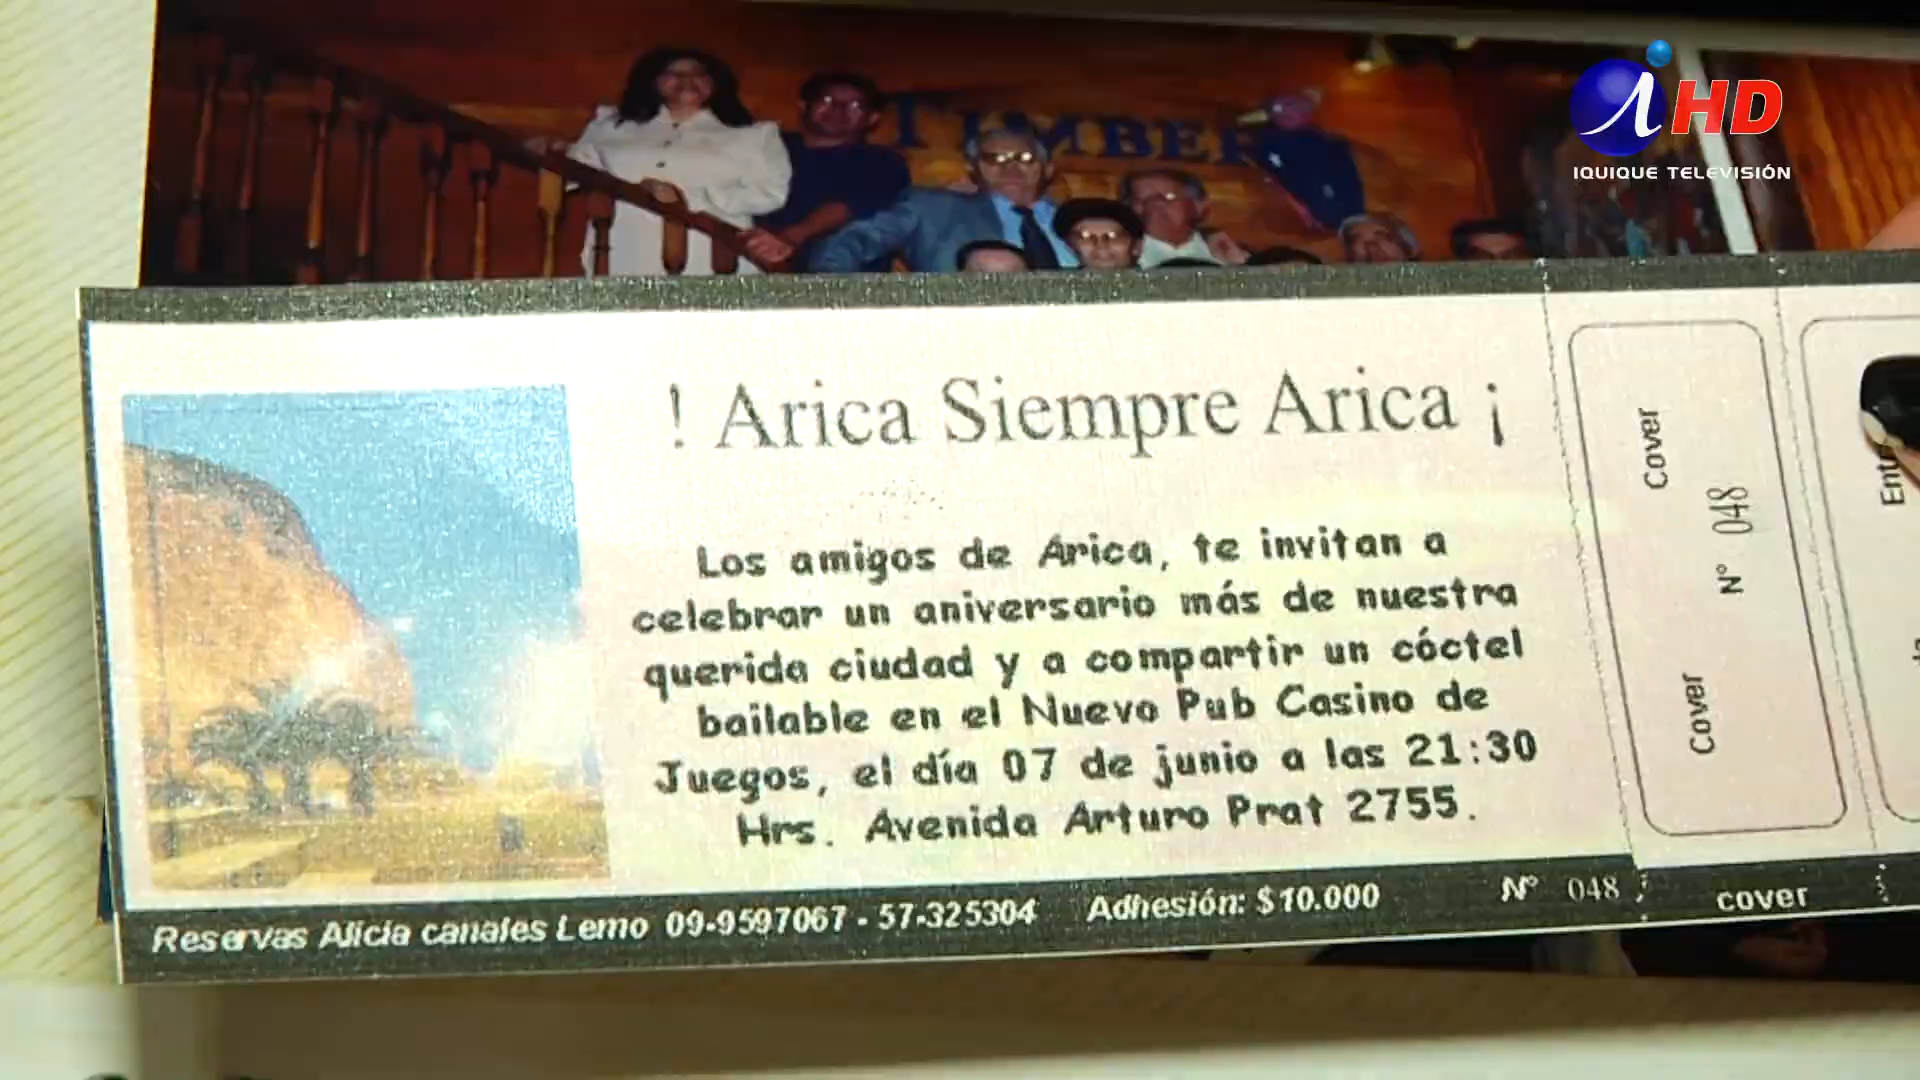 TIMBER
HD
IQUIQUE TELEVISIÓN
! Arica Siempre Arica ¡
Los amigos de Arica, te invitan a
celebrar un aniversario más de nuestra
querida ciudad y a compartir un cóctel
bailable en el Nuevo Pub Casino de
Juegos, el día 07 de junio a las 21:30
Hrs. Avenida Arturo Prat 2755.
Reservas Alicia canales Lemo 09-9597067 - 57-325304 Adhesión: $10.000 N° 048
cover
Cover Cover
N° 048